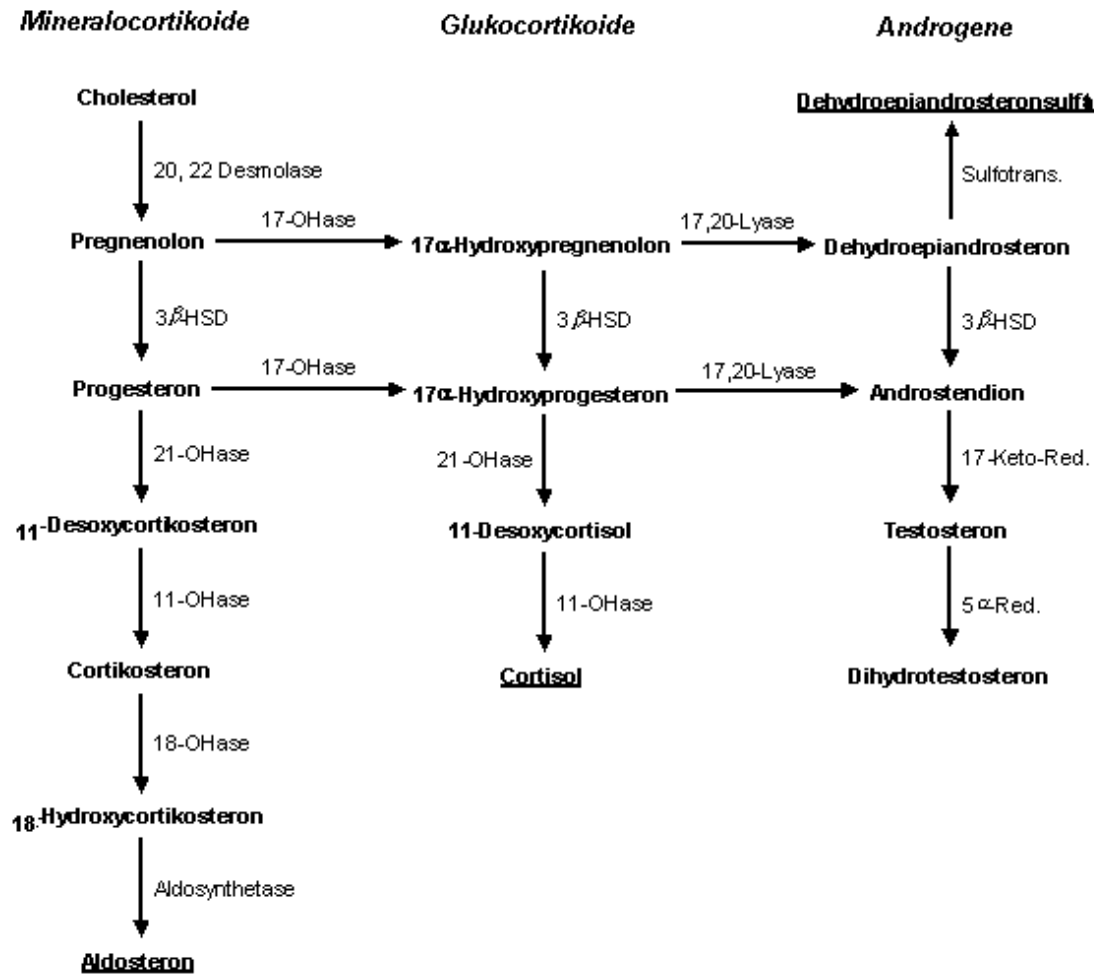 Mineralocortikoide Glukocortikoide Androgene
Cholesterol Dehydroepiandrosteronsulfa
20, 22 Desmolase Sulfotrans.
17-OHase 17,20-Lyase
Pregnenolon 17α-Hydroxypregnenolon Dehydroepiandrosteron
3βHSD 3βHSD 3βHSD
17-OHase 17,20-Lyase
Progesteron 17α-Hydroxyprogesteron Androstendion
21-OHase 21-OHase 17-Keto-Red.
11-Desoxycortikosteron 11-Desoxycortisol Testosteron
11-OHase 11-OHase 5α-Red.
Cortikosteron Cortisol Dihydrotestosteron
18-OHase
18-Hydroxycortikosteron
Aldosynthetase
Aldosteron